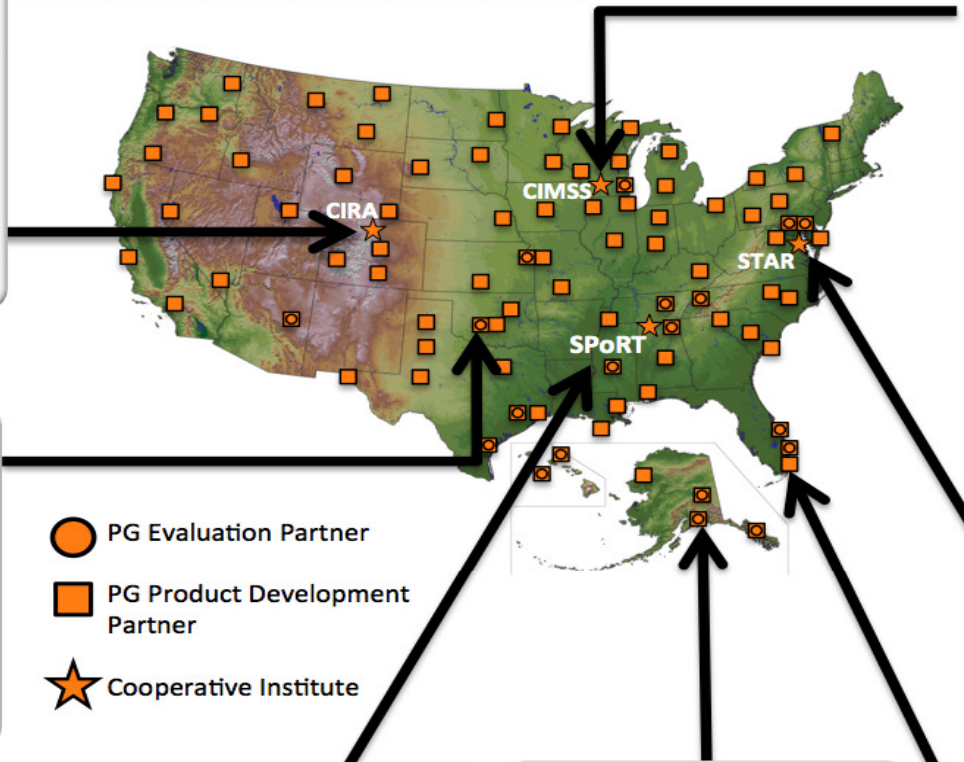 CIMSS
CIRA
STAR
SPoRT
PG Evaluation Partner
PG Product Development
Partner
Cooperative Institute